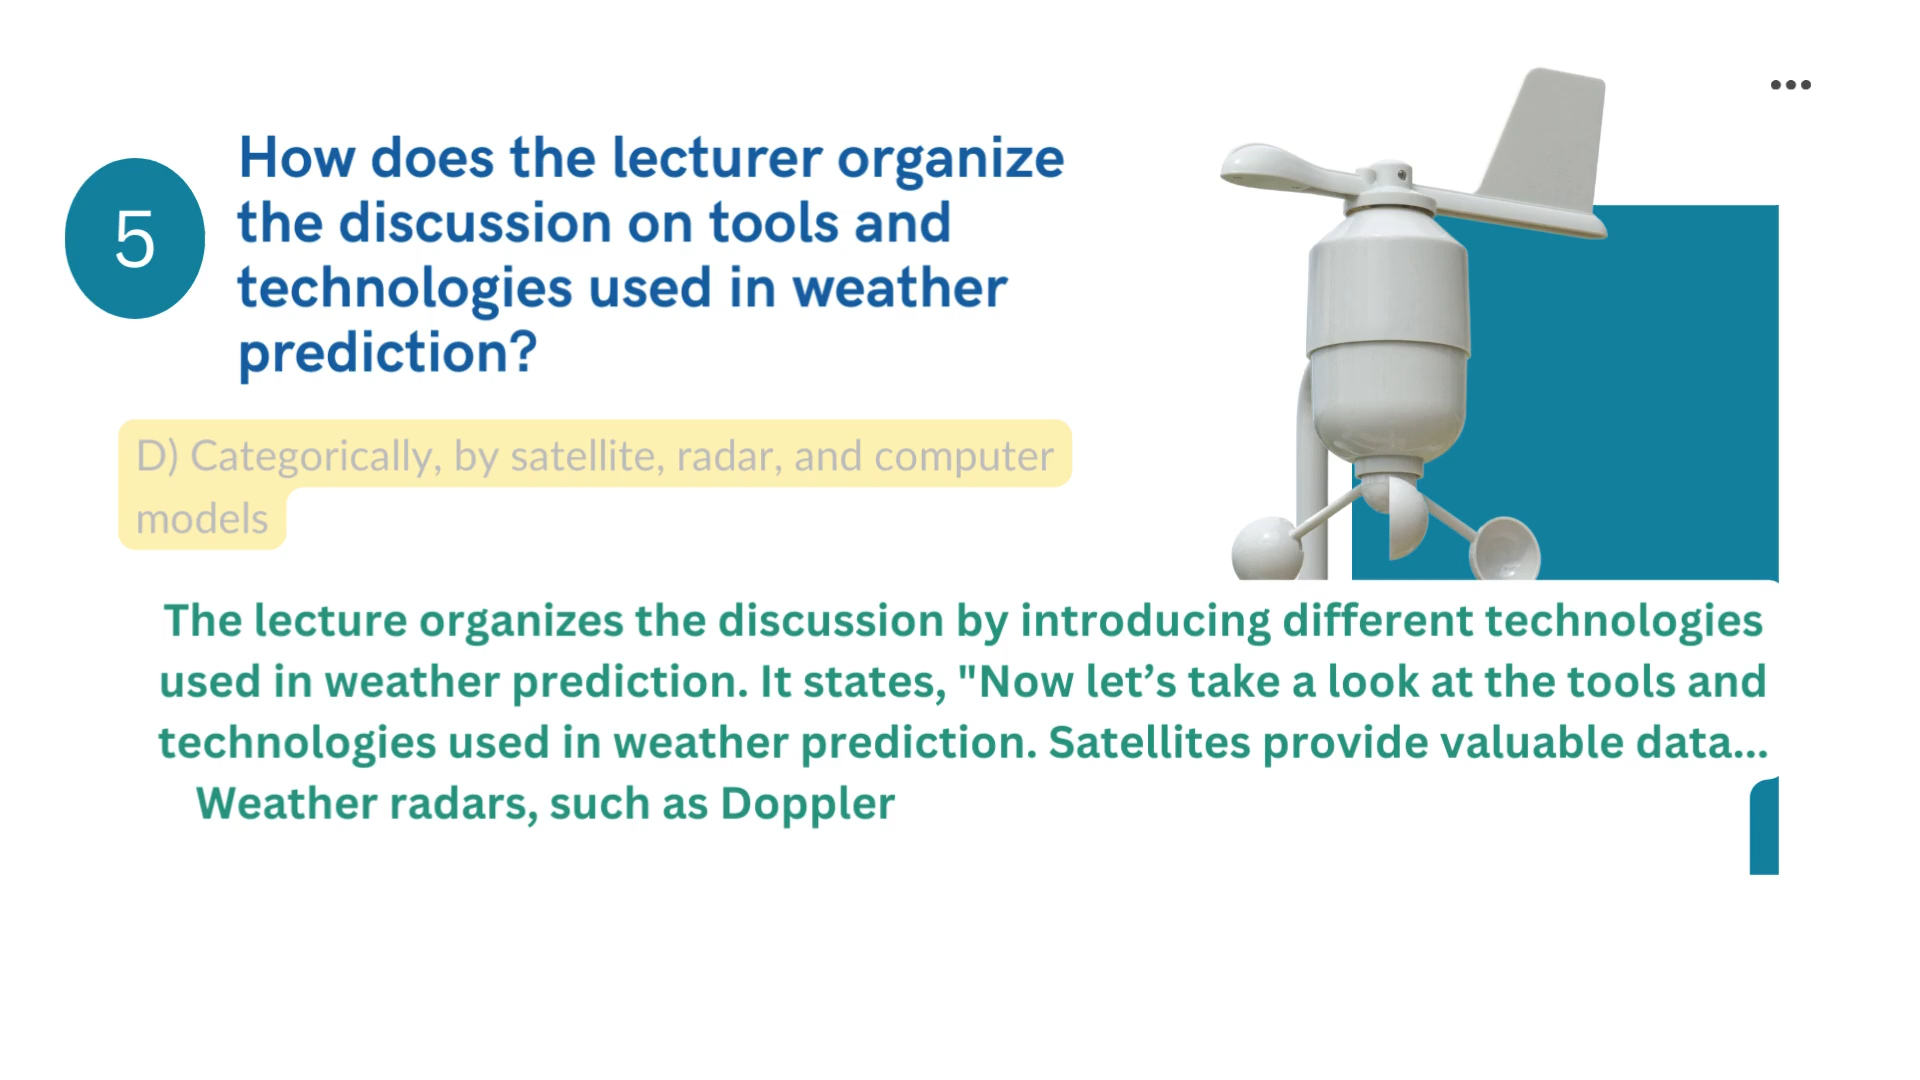 5
How does the lecturer organize
the discussion on tools and
technologies used in weather
prediction?
D) Categorically, by satellite, radar, and computer
models
The lecture organizes the discussion by introducing different technologies
used in weather prediction. It states, "Now let’s take a look at the tools and
technologies used in weather prediction. Satellites provide valuable data...
Weather radars, such as Doppler